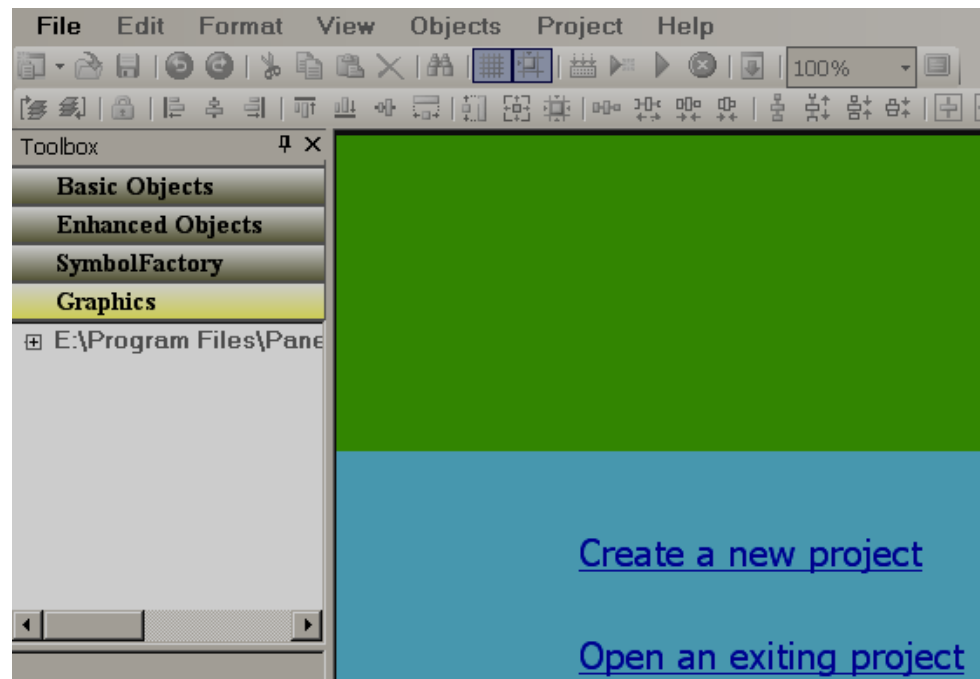 File Edit Format View Objects Project Help
100%
Toolbox
Basic Objects
Enhanced Objects
SymbolFactory
Graphics
E:\Program Files\Pane
Create a new project
Open an exiting project